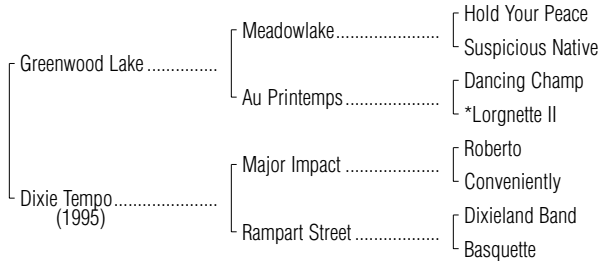 Hold Your Peace
Meadowlake
Suspicious Native
Greenwood Lake
Dancing Champ
Au Printemps
*Lorgnette II
Roberto
Major Impact
Conveniently
Dixie Tempo
(1995)
Dixieland Band
Rampart Street
Basquette